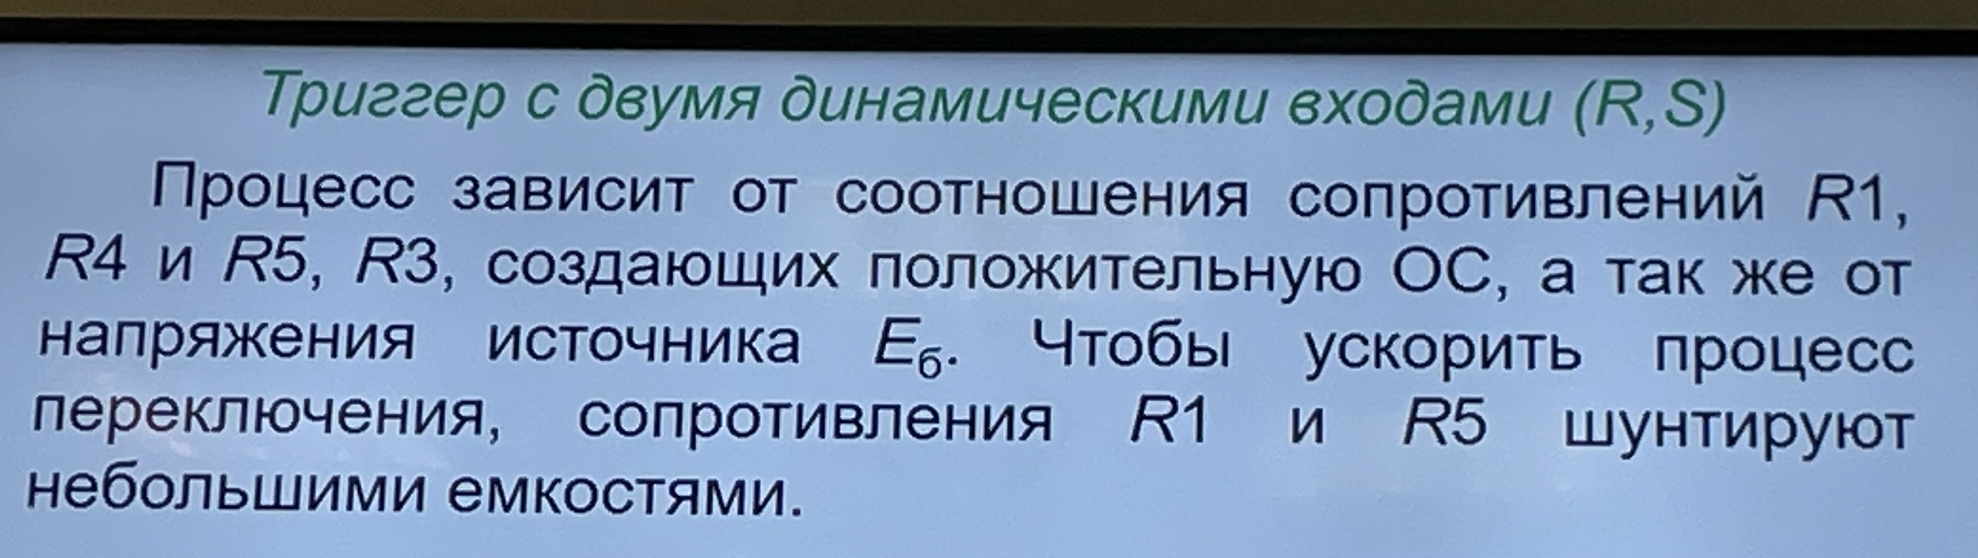 Триггер с двумя динамическими входами (R,S)
Процесс зависит от соотношения сопротивлений R1,
R4 и R5, R3, создающих положительную ОС, а так же от
напряжения источника Eб. Чтобы ускорить процесс
переключения, сопротивления R1 и R5 шунтируют
небольшими емкостями.